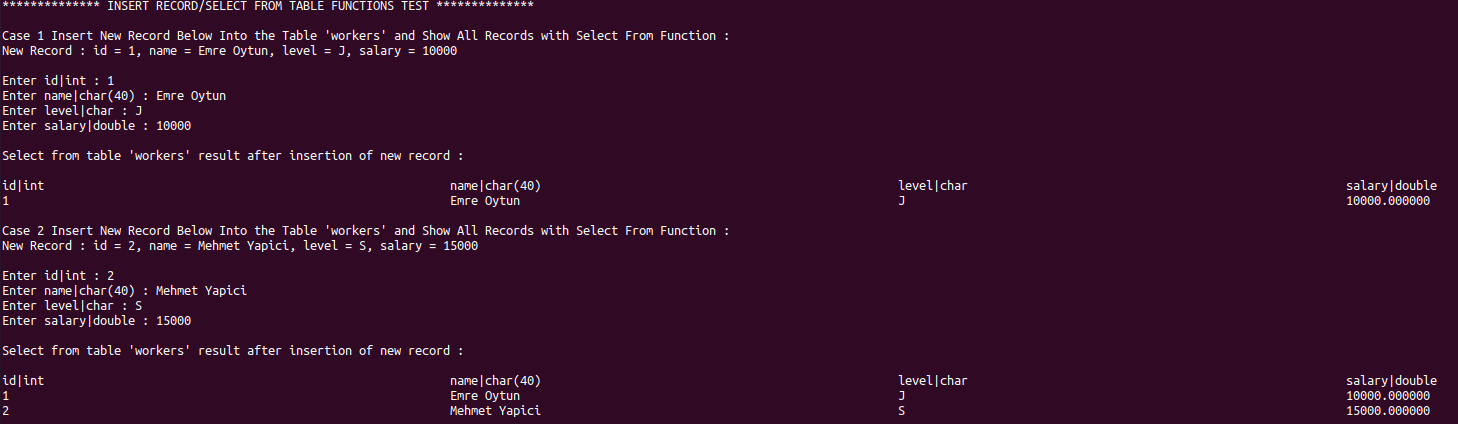 ************** INSERT RECORD/SELECT FROM TABLE FUNCTIONS TEST **************
Case 1 Insert New Record Below Into the Table 'workers' and Show All Records with Select From Function :
New Record : id = 1, name = Emre Oytun, level = J, salary = 10000
Enter id|int : 1
Enter name|char(40) : Emre Oytun
Enter level|char : J
Enter salary|double : 10000
Select from table 'workers' result after insertion of new record :
id|int name|char(40) level|char salary|double
1 Emre Oytun J 10000.000000
Case 2 Insert New Record Below Into the Table 'workers' and Show All Records with Select From Function :
New Record : id = 2, name = Mehmet Yapici, level = S, salary = 15000
Enter id|int : 2
Enter name|char(40) : Mehmet Yapici
Enter level|char : S
Enter salary|double : 15000
Select from table 'workers' result after insertion of new record :
id|int name|char(40) level|char salary|double
1 Emre Oytun J 10000.000000
2 Mehmet Yapici S 15000.000000